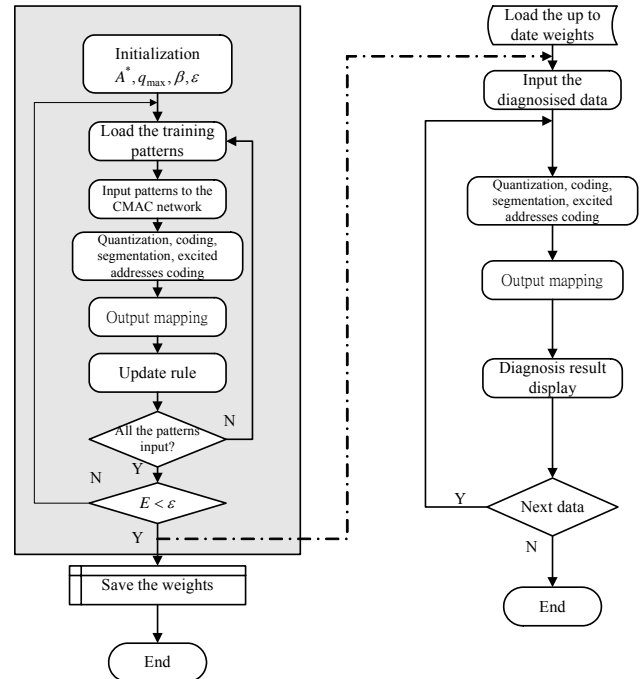 Initialization
A*, q_max, β, ε
Load the training
patterns
Input patterns to the
CMAC network
Quantization, coding,
segmentation, excited
addresses coding
Output mapping
Update rule
All the patterns
input?
N
Y
N
E < ε
Y
Save the weights
End
Load the up to
date weights
Input the
diagnosised data
Quantization, coding,
segmentation, excited
addresses coding
Output mapping
Diagnosis result
display
Y
Next data
N
End